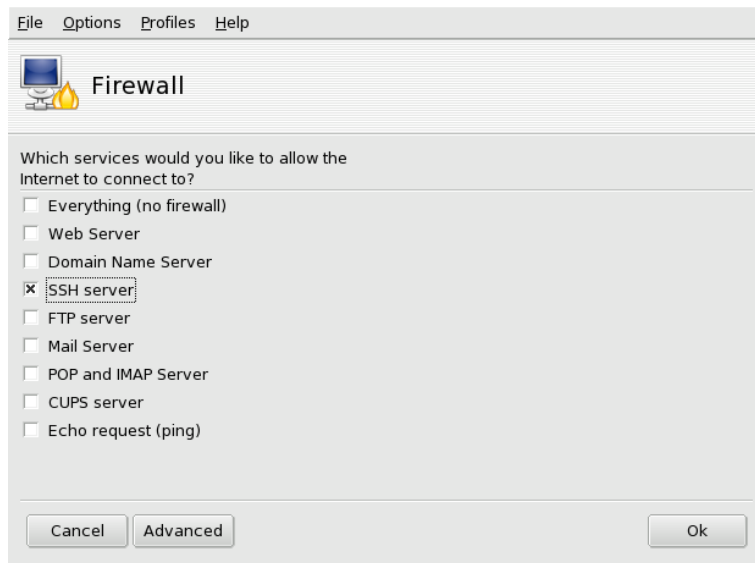 File Options Profiles Help
Firewall
Which services would you like to allow the
Internet to connect to?
Everything (no firewall)
Web Server
Domain Name Server
SSH server
FTP server
Mail Server
POP and IMAP Server
CUPS server
Echo request (ping)
Cancel Advanced Ok